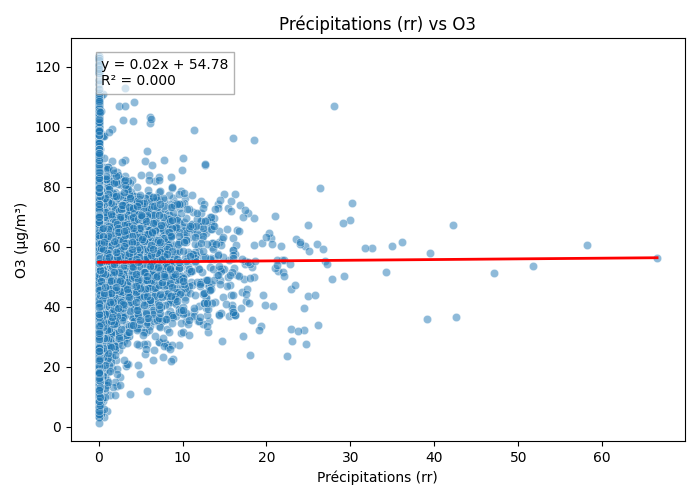 Précipitations (rr) vs O3
y = 0.02x + 54.78
R² = 0.000
120
100
80
60
40
20
0
O3 (µg/m³)
0 10 20 30 40 50 60
Précipitations (rr)